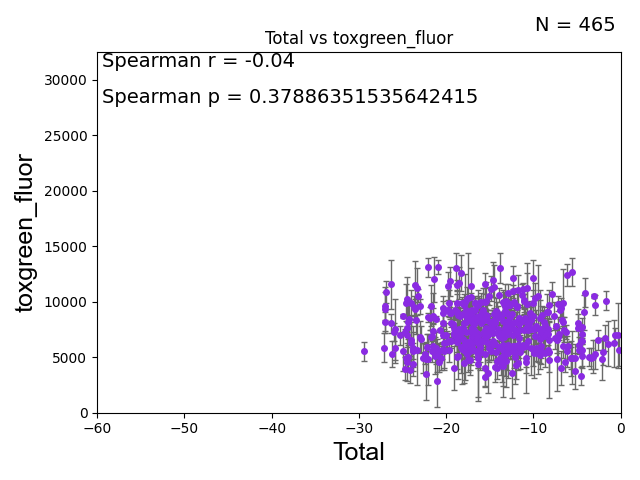 N = 465
Total vs toxgreen_fluor
Spearman r = -0.04
Spearman p = 0.37886351535642415
30000
25000
20000
15000
10000
5000
0
toxgreen_fluor
−60 −50 −40 −30 −20 −10 0
Total